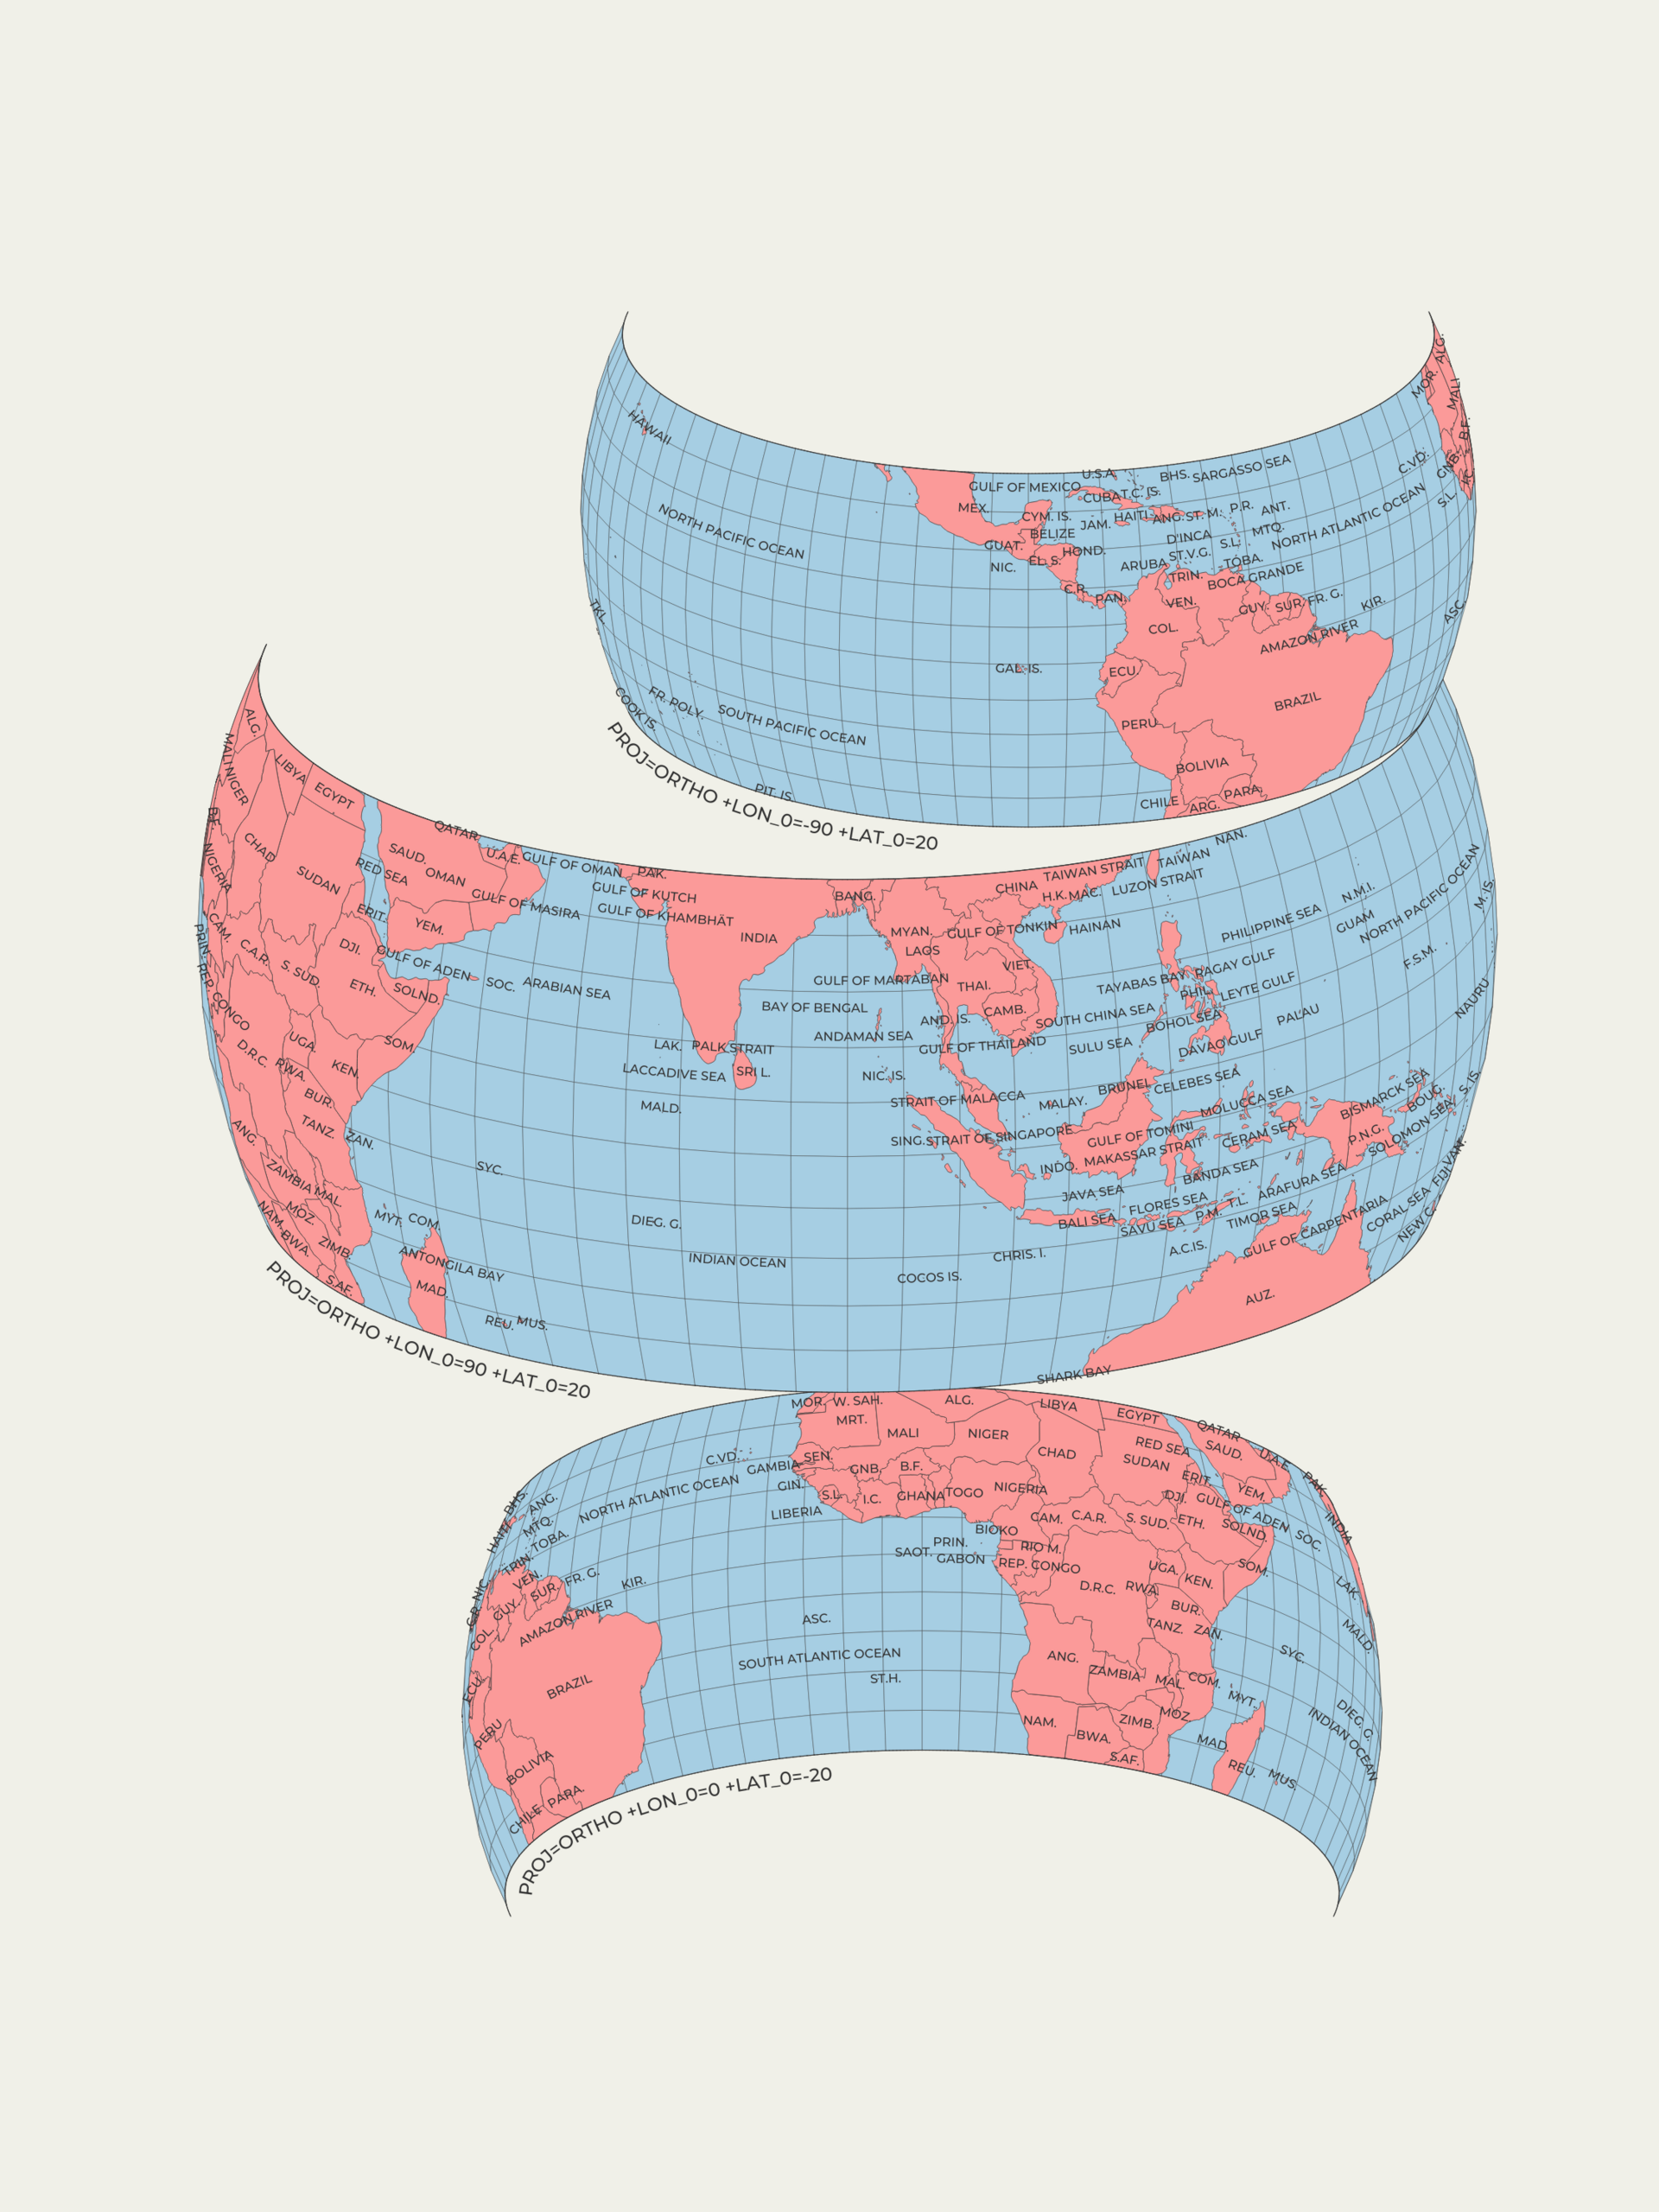 ALG.
MOR.
MALI
B.F.
GNB.
C.VD.
S.L.
HAWAII
U.S.A.
BHS.
SARGASSO SEA
GULF OF MEXICO
CUBA
T.C. IS.
MEX.
CYM. IS.
JAM.
HAITI
ANG.
ST. M.
P.R.
ANT.
BELIZE
D'INCA
MTQ.
NORTH ATLANTIC OCEAN
NORTH PACIFIC OCEAN
GUAT.
HOND.
ST.V.G.
S.L.
EL. S.
NIC.
ARUBA
TOBA.
TRIN.
BOCA GRANDE
C.R.
PAN.
VEN.
GUY.
SUR.
FR. G.
KIR.
ASC.
TKL.
COL.
AMAZON RIVER
GAL. IS.
ECU.
BRAZIL
COOK IS.
FR. POLY.
SOUTH PACIFIC OCEAN
PERU
BOLIVIA
PIT. IS.
CHILE
ARG.
PARA.
PROJ=ORTHO +LON_0=-90 +LAT_0=20
ALG.
MALI
NIGER
LIBYA
EGYPT
B.F.
CHAD
NIGERIA
SUDAN
RED SEA
SAUD.
QATAR
U.A.E.
OMAN
GULF OF OMAN
PAK.
GULF OF KUTCH
GULF OF MASIRA
GULF OF KHAMBHĀT
BANG.
CHINA
TAIWAN STRAIT
TAIWAN
NAN.
H.K.
MAC.
LUZON STRAIT
N.M.I.
NORTH PACIFIC OCEAN
M. IS.
ERIT.
YEM.
INDIA
MYAN.
GULF OF TONKIN
HAINAN
PHILIPPINE SEA
GUAM
CAM.
PRIN.
C.A.R.
DJI.
S. SUD.
GULF OF ADEN
LAOS
VIET.
F.S.M.
REP. CONGO
ETH.
SOLND.
SOC.
ARABIAN SEA
GULF OF MARTABAN
THAI.
TAYABAS BAY
RAGAY GULF
PHIL.
LEYTE GULF
NAURU
BAY OF BENGAL
AND. IS.
CAMB.
SOUTH CHINA SEA
BOHOL SEA
PALAU
D.R.C.
UGA.
SOM.
ANDAMAN SEA
GULF OF THAILAND
SULU SEA
DAVAO GULF
RWA.
KEN.
LAK.
PALK STRAIT
LACCADIVE SEA
SRI L.
NIC. IS.
BRUNEI
CELEBES SEA
BUR.
MALD.
STRAIT OF MALACCA
MALAY.
MOLUCCA SEA
BISMARCK SEA
BOUG.
S. IS.
ANG.
TANZ.
ZAN.
SING.
STRAIT OF SINGAPORE
GULF OF TOMINI
CERAM SEA
P.N.G.
SOLOMON SEA
SYC.
INDO.
MAKASSAR STRAIT
BANDA SEA
ARAFURA SEA
VAN.
FIJI
ZAMBIA
MAL.
JAVA SEA
FLORES SEA
T.L.
MOZ.
MYT.
COM.
DIEG. G.
BALI SEA
SAVU SEA
P.M.
TIMOR SEA
CORAL SEA
NEW C.
NAM.
BWA.
ZIMB.
ANTONGILA BAY
INDIAN OCEAN
CHRIS. I.
A.C.IS.
GULF OF CARPENTARIA
COCOS IS.
S.AF.
MAD.
AUZ.
REU.
MUS.
SHARK BAY
PROJ=ORTHO +LON_0=90 +LAT_0=20
MOR.
W. SAH.
ALG.
LIBYA
EGYPT
MRT.
MALI
NIGER
CHAD
RED SEA
QATAR
SAUD.
U.A.E.
PAK.
C.VD.
GAMBIA
SEN.
GNB.
B.F.
SUDAN
ERIT.
YEM.
NORTH ATLANTIC OCEAN
GIN.
S.L.
I.C.
GHANA
TOGO
NIGERIA
DJI.
GULF OF ADEN
INDIA
BHS.
ANG.
LIBERIA
HAITI
MTQ.
BIOKO
CAM.
C.A.R.
S. SUD.
ETH.
SOLND.
SOC.
TRIN.
TOBA.
SAOT.
PRIN.
GABON
RIO M.
REP. CONGO
VEN.
FR. G.
KIR.
UGA.
KEN.
SOM.
LAK.
C.R.
NIC.
GUY.
SUR.
D.R.C.
RWA.
BUR.
COL.
AMAZON RIVER
ASC.
TANZ.
ZAN.
MALD.
SOUTH ATLANTIC OCEAN
ANG.
SYC.
ECU.
BRAZIL
ST.H.
ZAMBIA
MAL.
COM.
MYT.
DIEG. G.
PERU
NAM.
BWA.
ZIMB.
MOZ.
MAD.
INDIAN OCEAN
BOLIVIA
S.AF.
REU.
MUS.
CHILE
PARA.
PROJ=ORTHO +LON_0=0 +LAT_0=-20